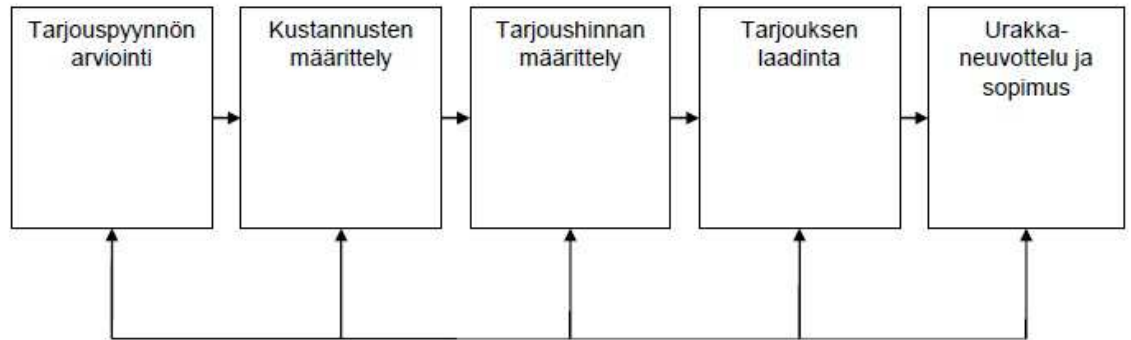 Tarjouspyynnön
arviointi
Kustannusten
määrittely
Tarjoushinnan
määrittely
Tarjouksen
laadinta
Urakka-
neuvottelu ja
sopimus